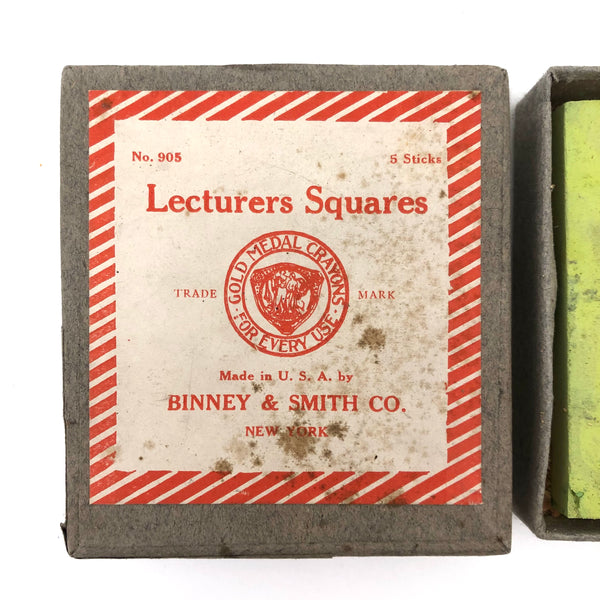 No. 905 5 Sticks
Lecturers Squares
GOLD MEDAL CRAYONS
FOR EVERY USE
TRADE MARK
Made in U. S. A. by
BINNEY & SMITH CO.
NEW YORK